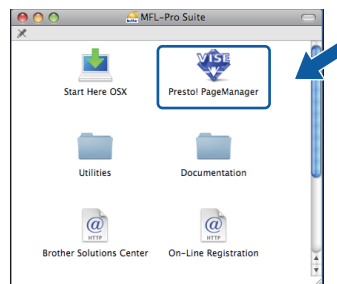 MFL-Pro Suite
VISE
Start Here OSX
Presto! PageManager
Utilities
Documentation
@
HTTP
@
HTTP
Brother Solutions Center
On-Line Registration